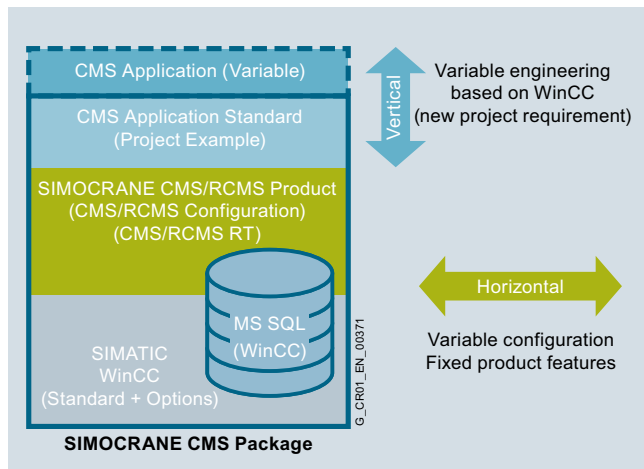 CMS Application (Variable)
CMS Application Standard
(Project Example)
SIMOCRANE CMS/RCMS Product
(CMS/RCMS Configuration)
(CMS/RCMS RT)
MS SQL
(WinCC)
SIMATIC
WinCC
(Standard + Options)
SIMOCRANE CMS Package
G_CR01_EN_00371
Vertical
Variable engineering
based on WinCC
(new project requirement)
Horizontal
Variable configuration
Fixed product features